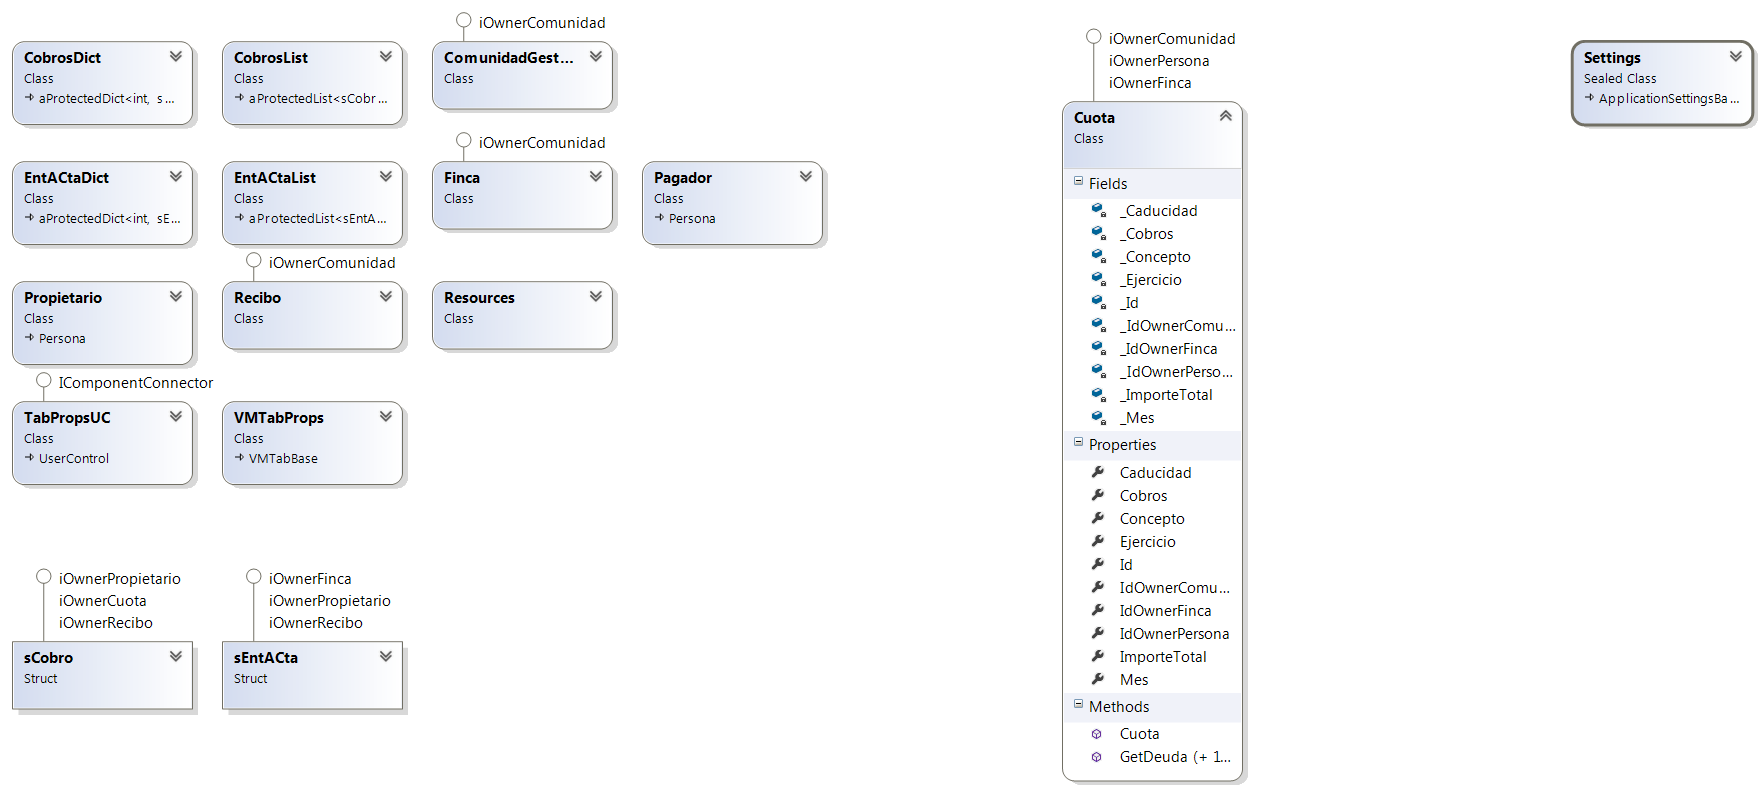 iOwnerComunidad
CobrosDict
Class
aProtectedDict<int, s...
CobrosList
Class
aProtectedList<sCobr...
ComunidadGest...
Class
iOwnerComunidad
EntACtaDict
Class
aProtectedDict<int, sE...
EntACtaList
Class
aProtectedList<sEntA...
Finca
Class
Pagador
Class
Persona
iOwnerComunidad
Propietario
Class
Persona
Recibo
Class
Resources
Class
IComponentConnector
TabPropsUC
Class
UserControl
VMTabProps
Class
VMTabBase
iOwnerPropietario
iOwnerCuota
iOwnerRecibo
sCobro
Struct
iOwnerFinca
iOwnerPropietario
iOwnerRecibo
sEntACta
Struct
iOwnerComunidad
iOwnerPersona
iOwnerFinca
Cuota
Class
Fields
_Caducidad
_Cobros
_Concepto
_Ejercicio
_Id
_IdOwnerComu...
_IdOwnerFinca
_IdOwnerPerso...
_ImporteTotal
_Mes
Properties
Caducidad
Cobros
Concepto
Ejercicio
Id
IdOwnerComu...
IdOwnerFinca
IdOwnerPersona
ImporteTotal
Mes
Methods
Cuota
GetDeuda (+ 1...
Settings
Sealed Class
ApplicationSettingsBa...